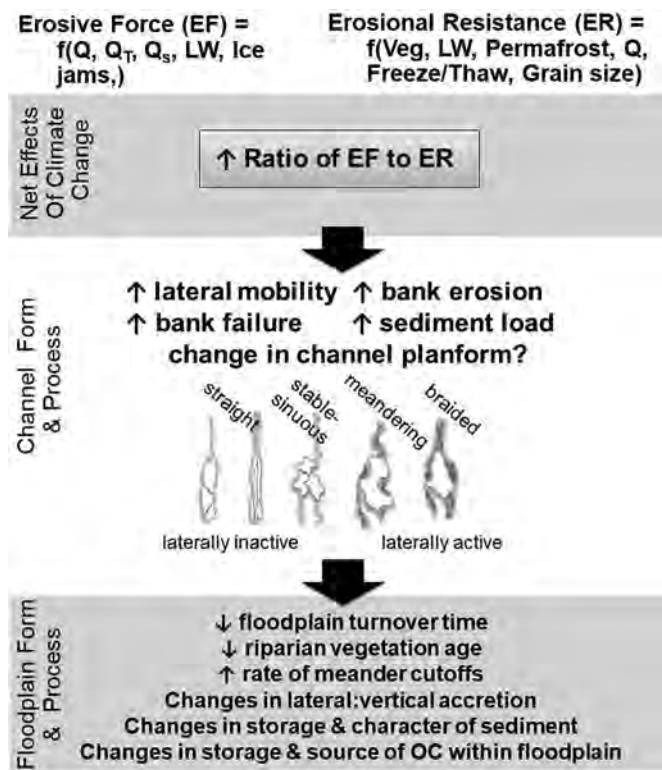 Erosive Force (EF) =
f(Q, Q_T, Q_s, LW, Ice
jams,)
Erosional Resistance (ER) =
f(Veg, LW, Permafrost, Q,
Freeze/Thaw, Grain size)
Net Effects
Of Climate
Change
↑ Ratio of EF to ER
Channel Form
& Process
↑ lateral mobility ↑ bank erosion
↑ bank failure ↑ sediment load
change in channel planform?
straight
stable-
sinuous
meandering
braided
laterally inactive
laterally active
Floodplain Form
& Process
↓ floodplain turnover time
↓ riparian vegetation age
↑ rate of meander cutoffs
Changes in lateral:vertical accretion
Changes in storage & character of sediment
Changes in storage & source of OC within floodplain